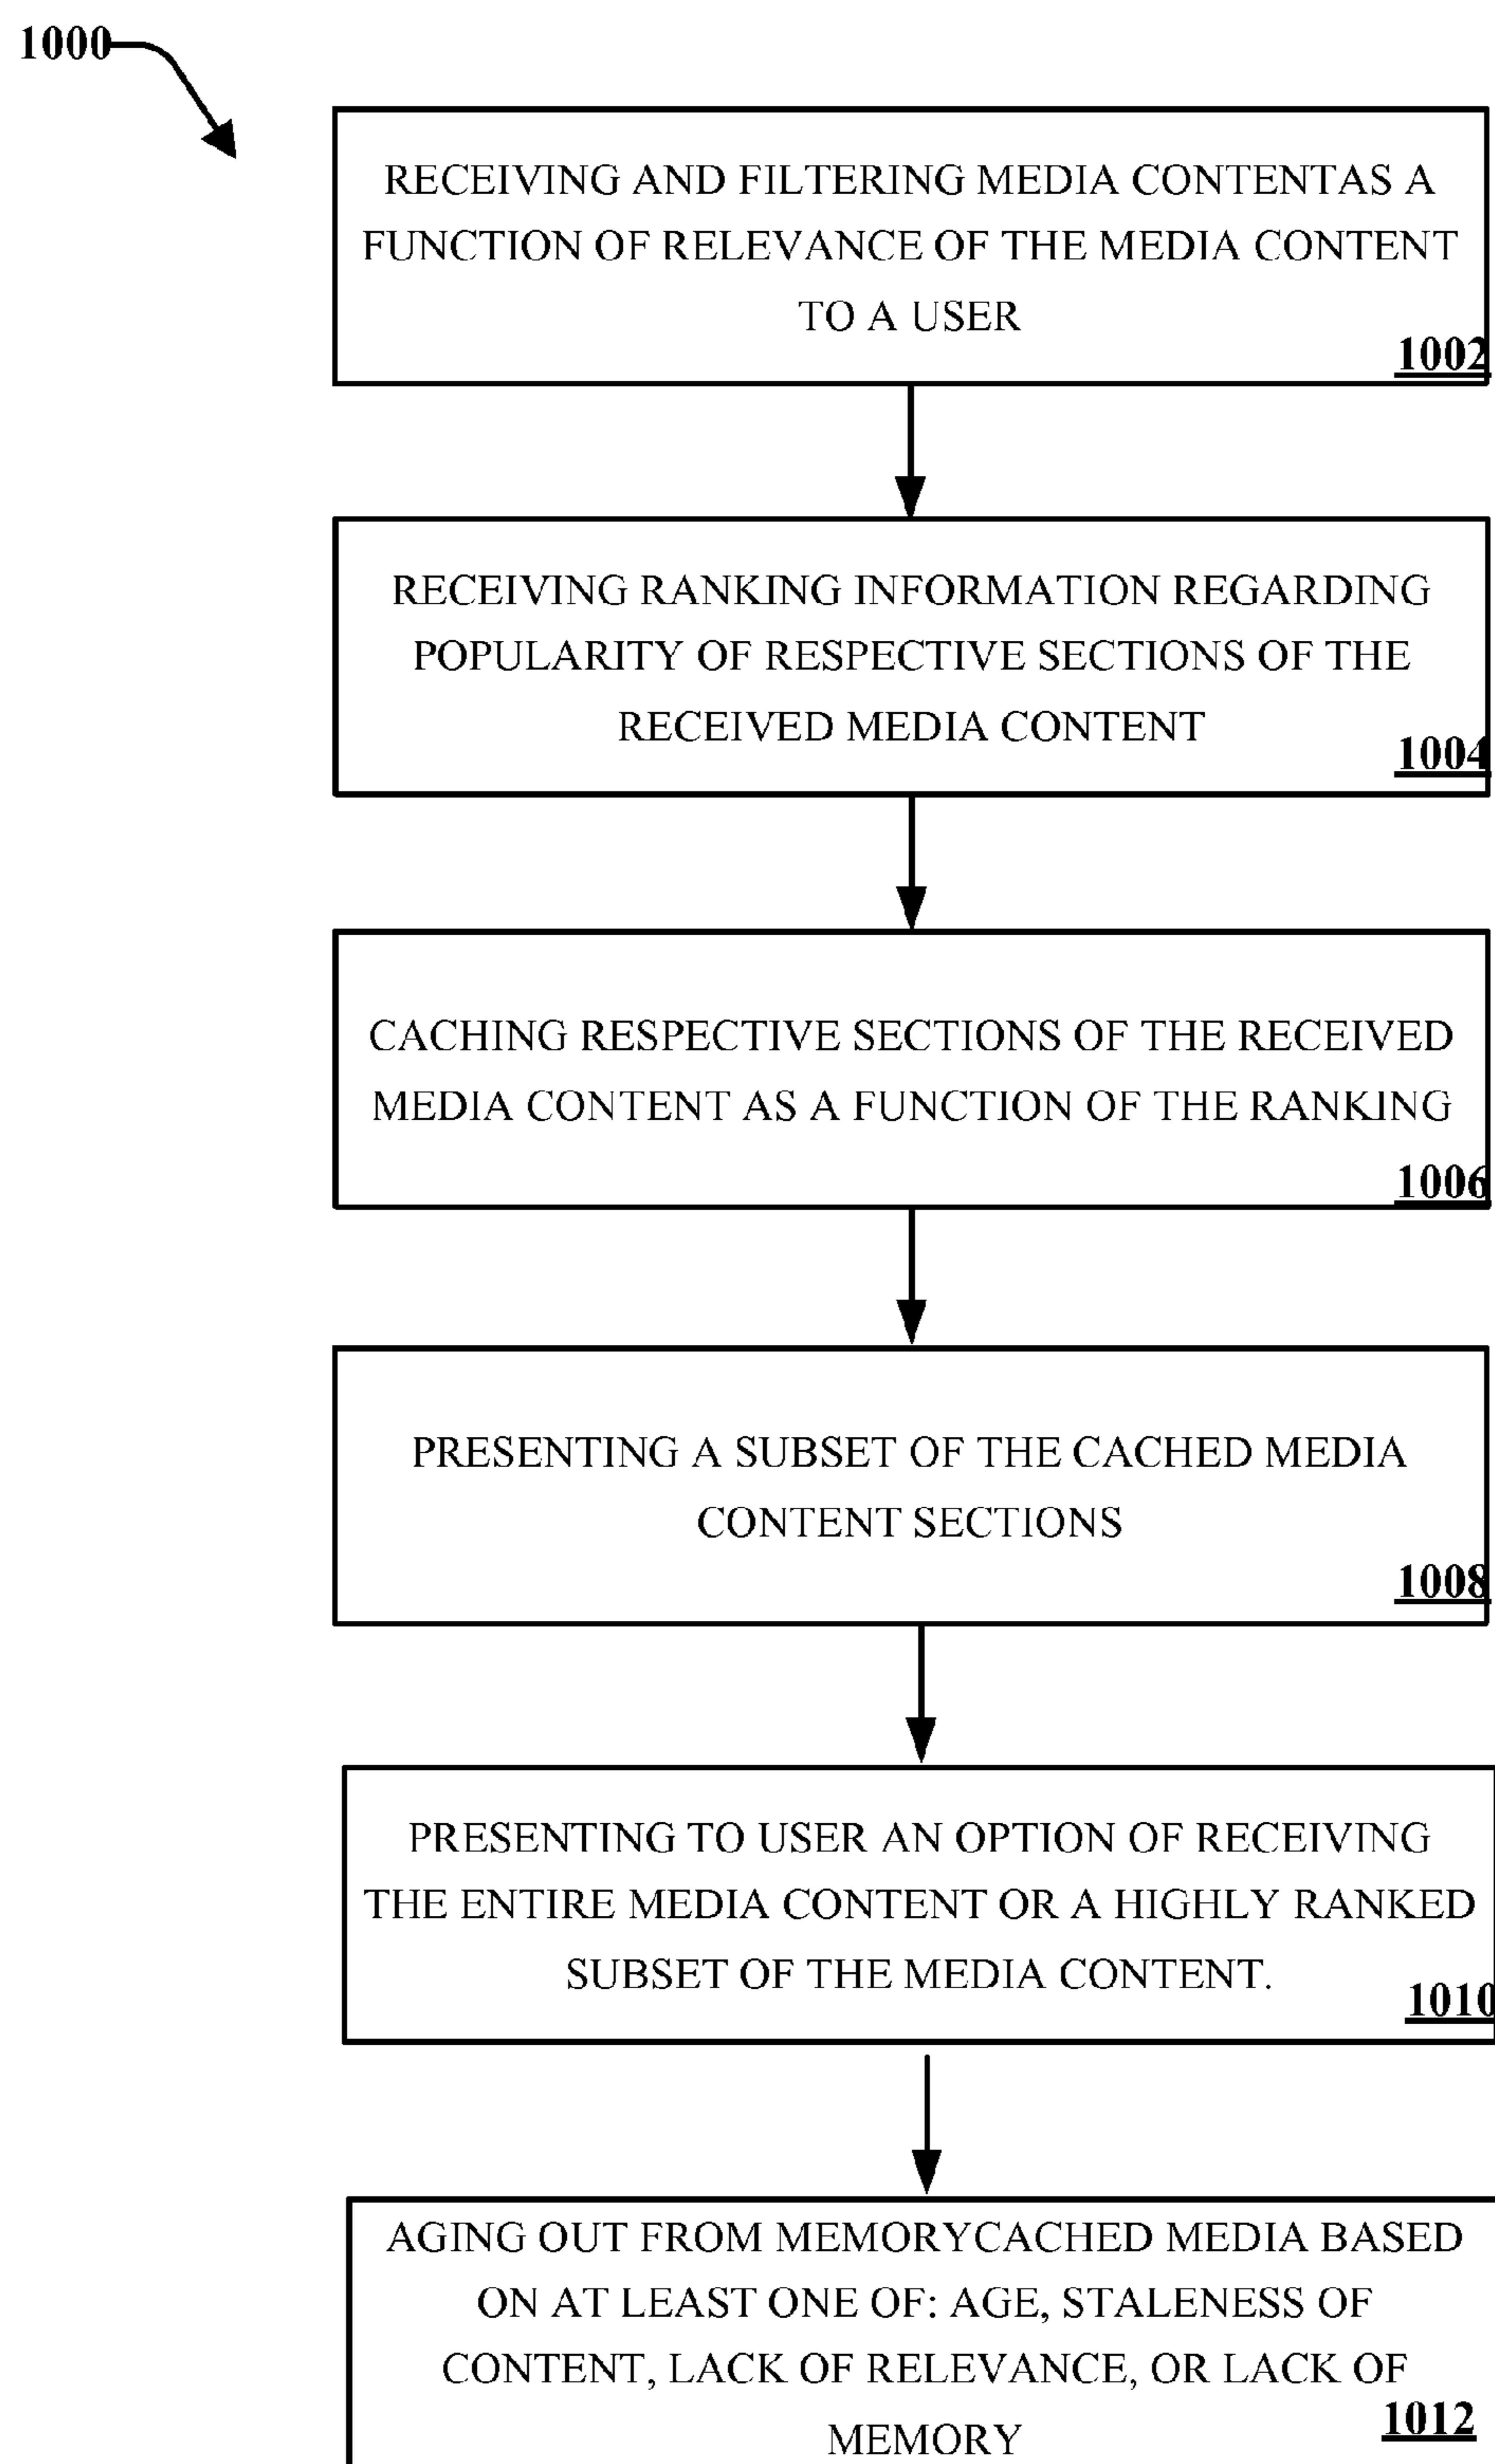 1000
RECEIVING AND FILTERING MEDIA CONTENTAS A
FUNCTION OF RELEVANCE OF THE MEDIA CONTENT
TO A USER
1002
RECEIVING RANKING INFORMATION REGARDING
POPULARITY OF RESPECTIVE SECTIONS OF THE
RECEIVED MEDIA CONTENT
1004
CACHING RESPECTIVE SECTIONS OF THE RECEIVED
MEDIA CONTENT AS A FUNCTION OF THE RANKING
1006
PRESENTING A SUBSET OF THE CACHED MEDIA
CONTENT SECTIONS
1008
PRESENTING TO USER AN OPTION OF RECEIVING
THE ENTIRE MEDIA CONTENT OR A HIGHLY RANKED
SUBSET OF THE MEDIA CONTENT.
1010
AGING OUT FROM MEMORYCACHED MEDIA BASED
ON AT LEAST ONE OF: AGE, STALENESS OF
CONTENT, LACK OF RELEVANCE, OR LACK OF
MEMORY
1012